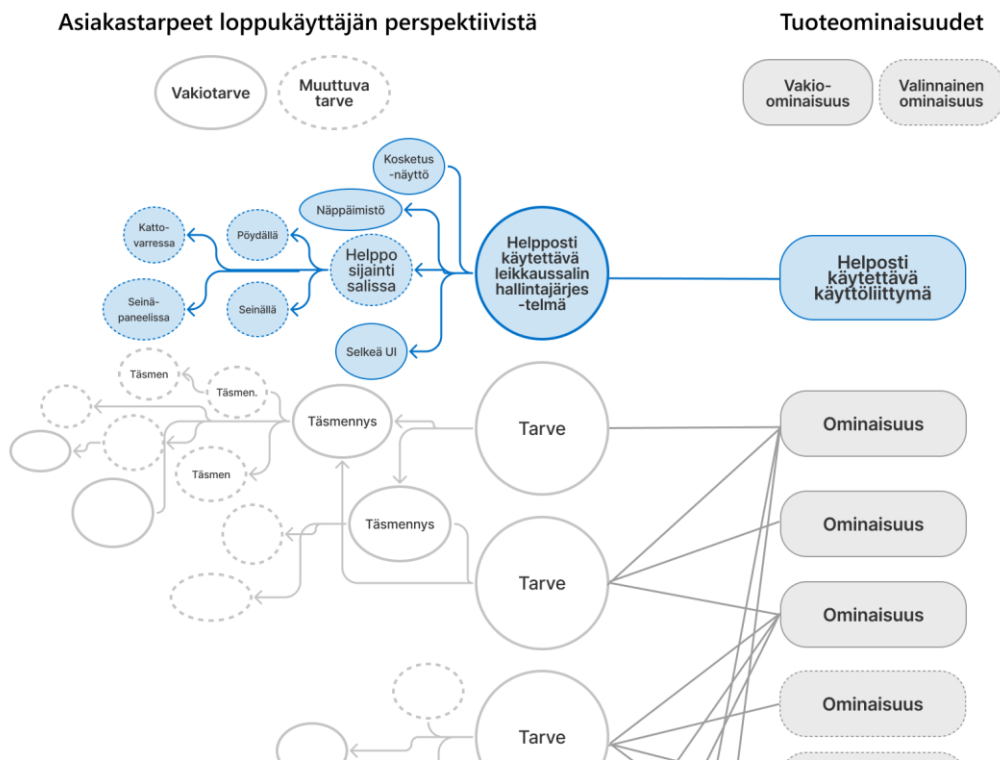 Asiakastarpeet loppukäyttäjän perspektiivistä
Tuoteominaisuudet
Vakiotarve
Muuttuva
tarve
Vakio-
ominaisuus
Valinnainen
ominaisuus
Kosketus
-näyttö
Näppäimistö
Katto-
varressa
Pöydällä
Helppo
sijainti
salissa
Seinä-
paneelissa
Seinällä
Selkeä UI
Helpposti
käytettävä
leikkaussalin
hallintajärjes
-telmä
Helposti
käytettävä
käyttöliittymä
Täsmen
Täsmen.
Täsmennys
Täsmen
Tarve
Ominaisuus
Täsmennys
Ominaisuus
Tarve
Ominaisuus
Ominaisuus
Tarve